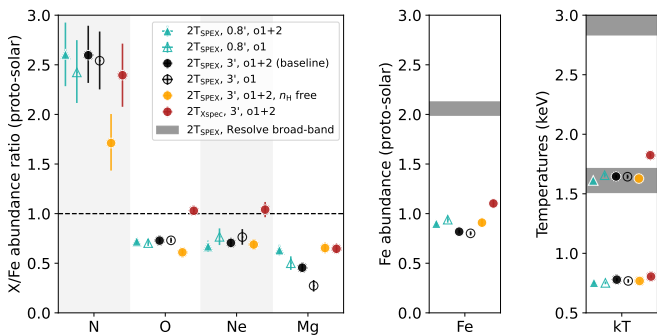 X/Fe abundance ratio (proto-solar)
3.0
2.5
2.0
1.5
1.0
0.5
0.0
N
O
Ne
Mg
2T_SPEX, 0.8', o1+2
2T_SPEX, 0.8', o1
2T_SPEX, 3', o1+2 (baseline)
2T_SPEX, 3', o1
2T_SPEX, 3', o1+2, n_H free
2T_Xspec, 3', o1+2
2T_SPEX, Resolve broad-band
Fe abundance (proto-solar)
3.0
2.5
2.0
1.5
1.0
0.5
0.0
Fe
Temperatures (keV)
3.0
2.5
2.0
1.5
1.0
0.5
kT